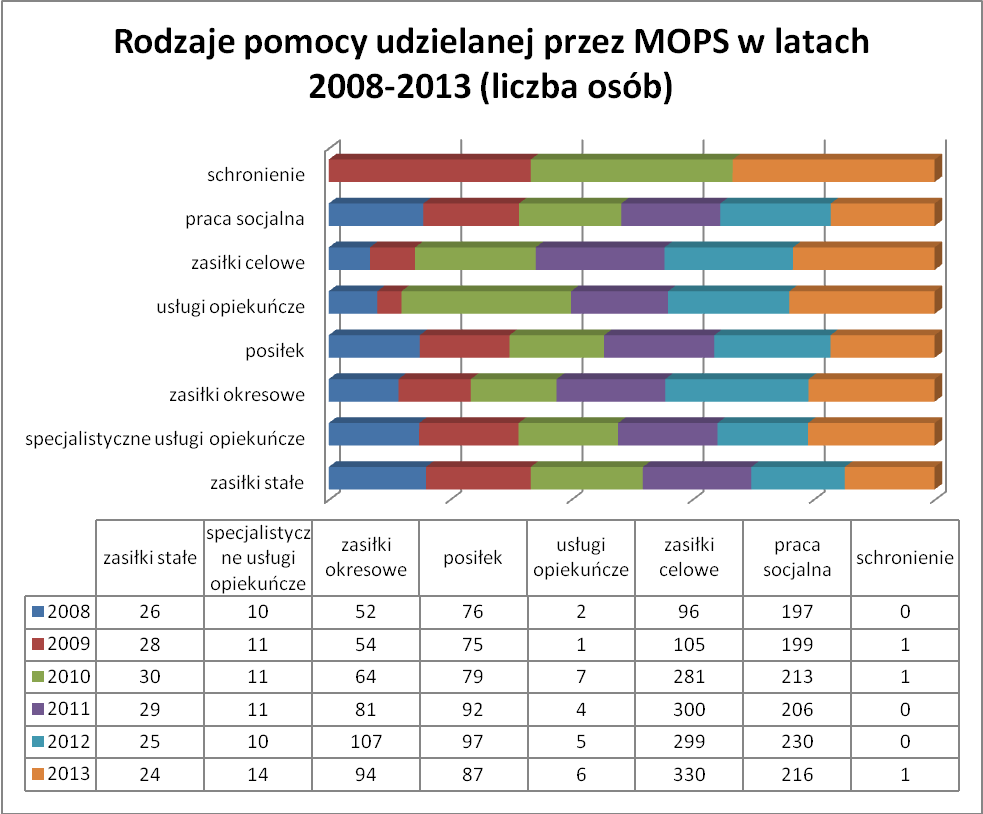 Rodzaje pomocy udzielanej przez MOPS w latach
2008-2013 (liczba osób)
schronienie
praca socjalna
zasiłki celowe
usługi opiekuńcze
posiłek
zasiłki okresowe
specjalistyczne usługi opiekuńcze
zasiłki stałe
zasiłki stałe specjalistycz ne usługi opiekuńcze zasiłki okresowe posiłek usługi opiekuńcze zasiłki celowe praca socjalna schronienie
2008 26 10 52 76 2 96 197 0
2009 28 11 54 75 1 105 199 1
2010 30 11 64 79 7 281 213 1
2011 29 11 81 92 4 300 206 0
2012 25 10 107 97 5 299 230 0
2013 24 14 94 87 6 330 216 1